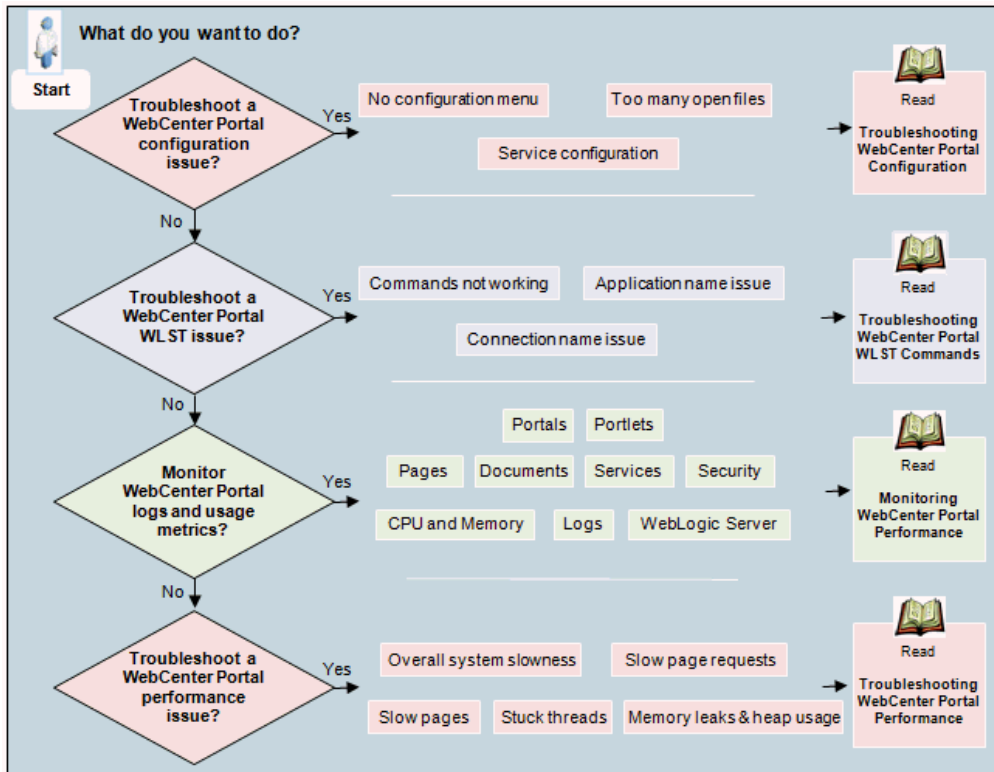 What do you want to do?
Start
Troubleshoot a
WebCenter Portal
configuration
issue?
Yes
No configuration menu
Too many open files
Service configuration
Read
Troubleshooting
WebCenter Portal
Configuration
No
Troubleshoot a
WebCenter Portal
WLST issue?
Yes
Commands not working
Application name issue
Connection name issue
Read
Troubleshooting
WebCenter Portal
WLST Commands
No
Monitor
WebCenter Portal
logs and usage
metrics?
Yes
Portals
Portlets
Pages
Documents
Services
Security
CPU and Memory
Logs
WebLogic Server
Read
Monitoring
WebCenter Portal
Performance
No
Troubleshoot a
WebCenter Portal
performance
issue?
Yes
Overall system slowness
Slow page requests
Slow pages
Stuck threads
Memory leaks & heap usage
Read
Troubleshooting
WebCenter Portal
Performance